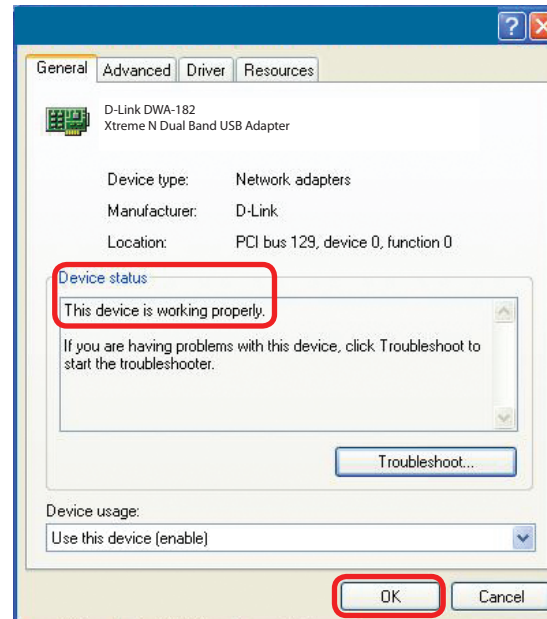 ?
General Advanced Driver Resources
D-Link DWA-182
Xtreme N Dual Band USB Adapter
Device type: Network adapters
Manufacturer: D-Link
Location: PCI bus 129, device 0, function 0
Device status
This device is working properly.
If you are having problems with this device, click Troubleshoot to
start the troubleshooter.
Troubleshoot...
Device usage:
Use this device (enable)
OK Cancel